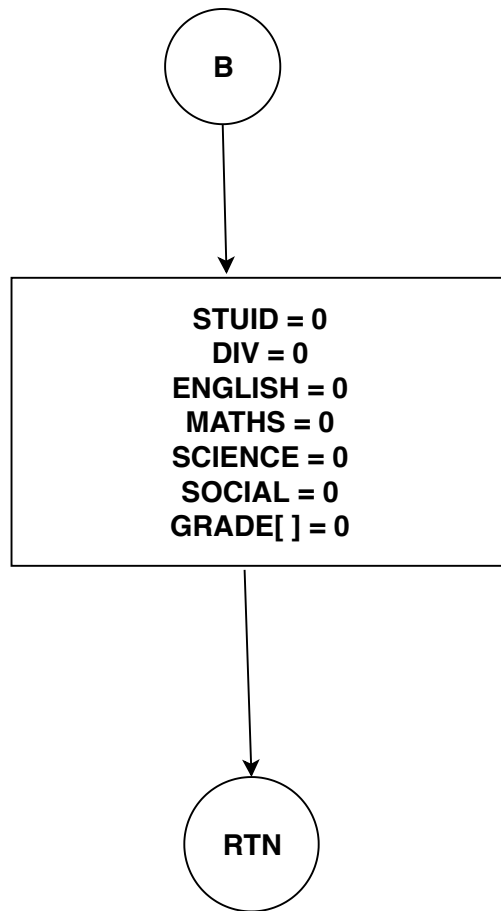 B
STUID = 0
DIV = 0
ENGLISH = 0
MATHS = 0
SCIENCE = 0
SOCIAL = 0
GRADE[ ] = 0
RTN